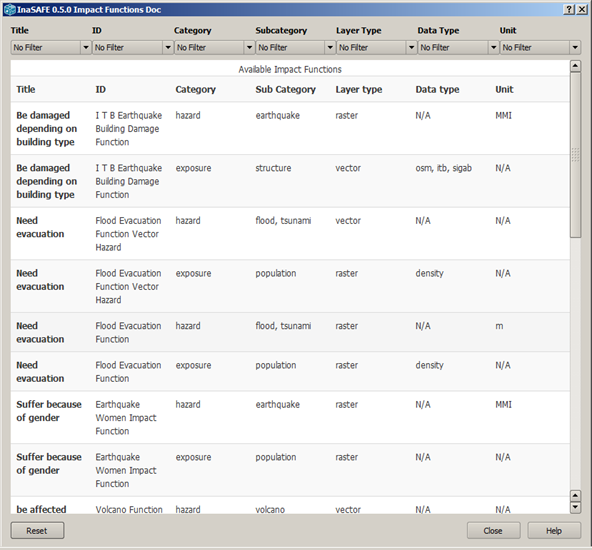 InaSAFE 0.5.0 Impact Functions Doc
Title ID Category Subcategory Layer Type Data Type Unit
No Filter No Filter No Filter No Filter No Filter No Filter No Filter
Available Impact Functions
Title ID Category Sub Category Layer type Data type Unit
Be damaged I T B Earthquake hazard earthquake raster N/A MMI
depending on Building Damage
building type Function
Be damaged I T B Earthquake exposure structure vector osm, itb, sigab N/A
depending on Building Damage
building type Function
Need Flood Evacuation hazard flood, tsunami vector N/A N/A
evacuation Function Vector
Hazard
Need Flood Evacuation exposure population raster density N/A
evacuation Function Vector
Hazard
Need Flood Evacuation hazard flood, tsunami raster N/A m
evacuation Function
Need Flood Evacuation exposure population raster density N/A
evacuation Function
Suffer because Earthquake hazard earthquake raster N/A MMI
of gender Women Impact
Function
Suffer because Earthquake exposure population raster N/A N/A
of gender Women Impact
Function
be affected Volcano Function hazard volcano vector N/A N/A
Reset Close Help